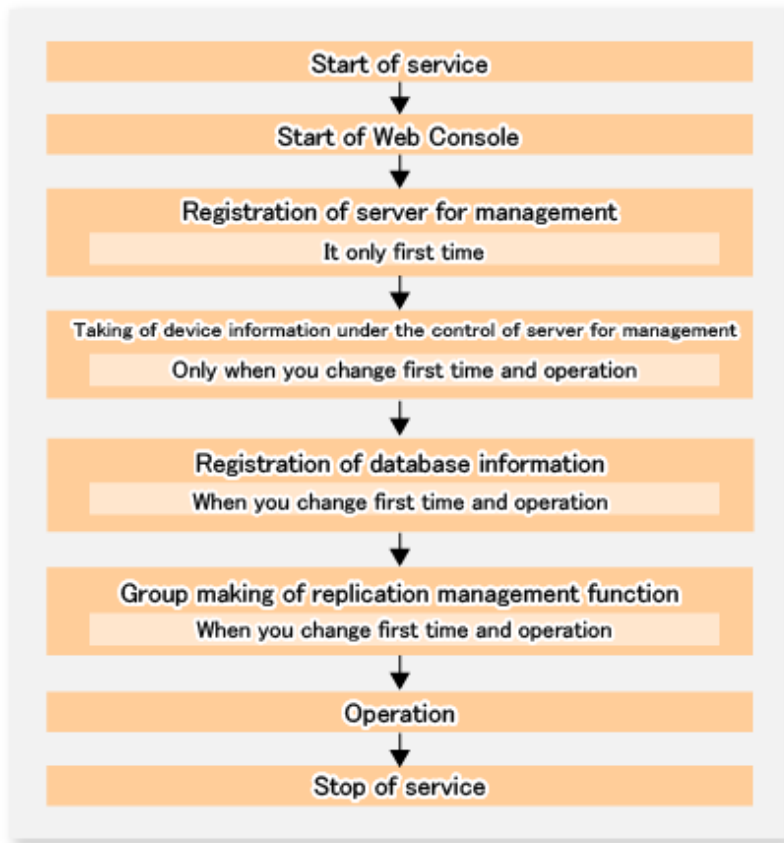 Start of service
Start of Web Console
Registration of server for management
It only first time
Taking of device information under the control of server for management
Only when you change first time and operation
Registration of database information
When you change first time and operation
Group making of replication management function
When you change first time and operation
Operation
Stop of service